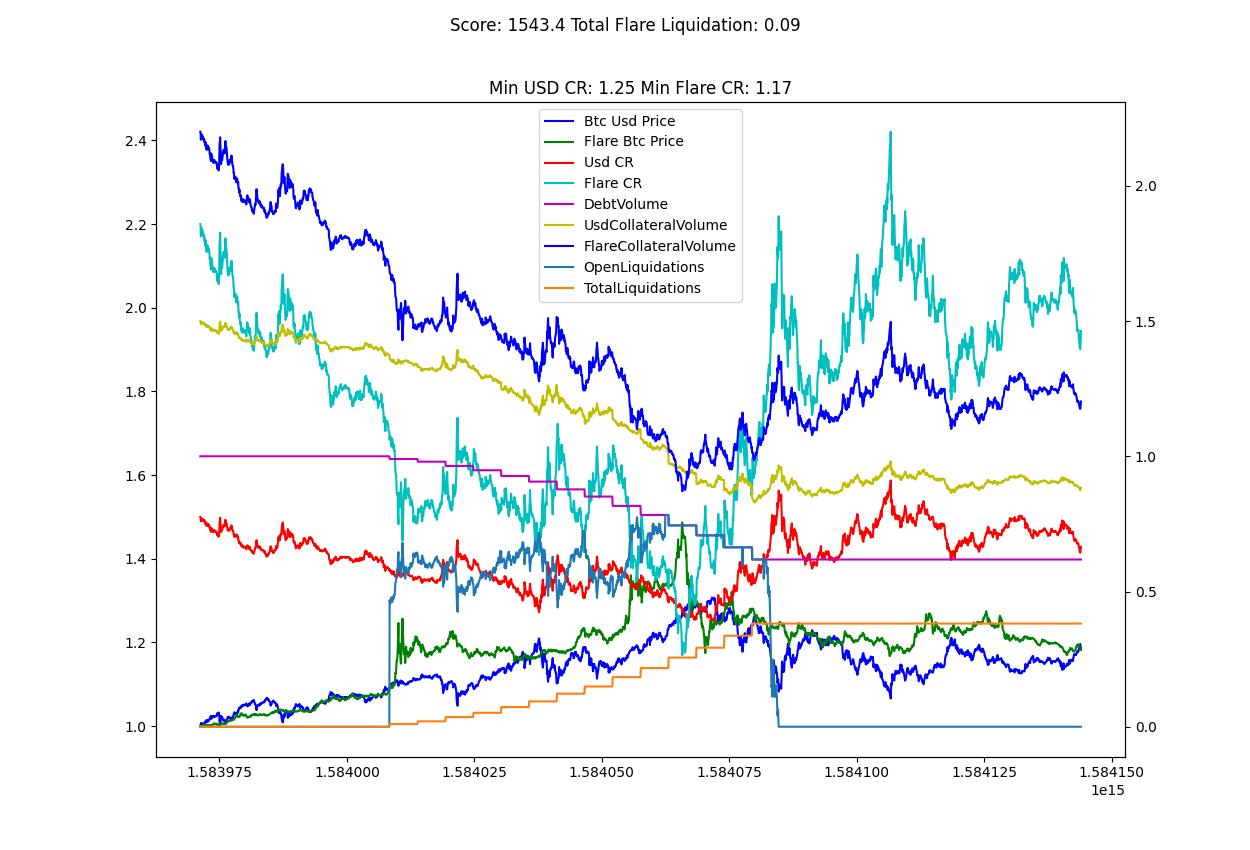 Score: 1543.4 Total Flare Liquidation: 0.09
Min USD CR: 1.25 Min Flare CR: 1.17
Btc Usd Price
Flare Btc Price
Usd CR
Flare CR
DebtVolume
UsdCollateralVolume
FlareCollateralVolume
OpenLiquidations
TotalLiquidations
2.4
2.2
2.0
1.8
1.6
1.4
1.2
1.0
2.0
1.5
1.0
0.5
0.0
1.583975 1.584000 1.584025 1.584050 1.584075 1.584100 1.584125 1.584150
1e15